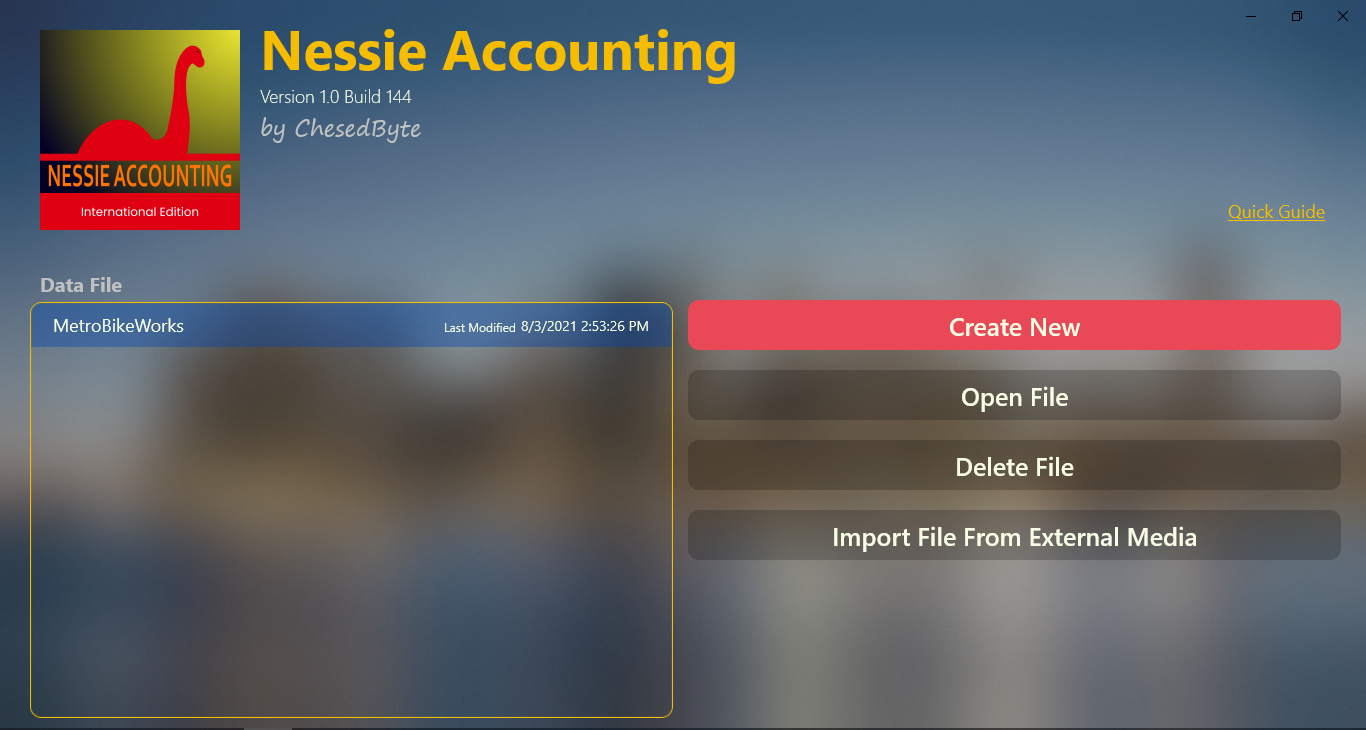 Nessie Accounting
Version 1.0 Build 144
by ChesedByte
NESSIE ACCOUNTING
International Edition
Quick Guide
Data File
MetroBikeWorks Last Modified 8/3/2021 2:53:26 PM
Create New
Open File
Delete File
Import File From External Media